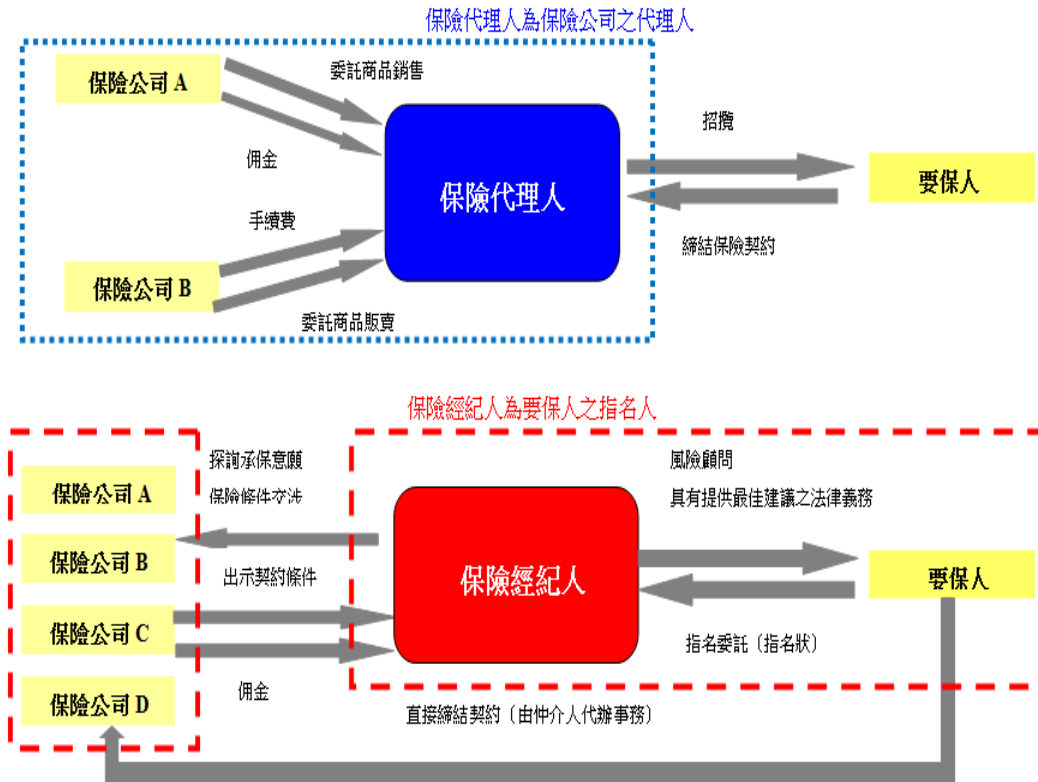 保險代理人為保險公司之代理人
保險公司 A
委託商品銷售
佣金
手續費
保險公司 B
委託商品販賣
保險代理人
招攬
要保人
締結保險契約
保險經紀人為要保人之指名人
保險公司 A
保險公司 B
保險公司 C
保險公司 D
探詢承保意願
保險條件交涉
出示契約條件
佣金
保險經紀人
風險顧問
具有提供最佳建議之法律義務
要保人
指名委託（指名狀）
直接締結契約（由仲介人代辦事務）